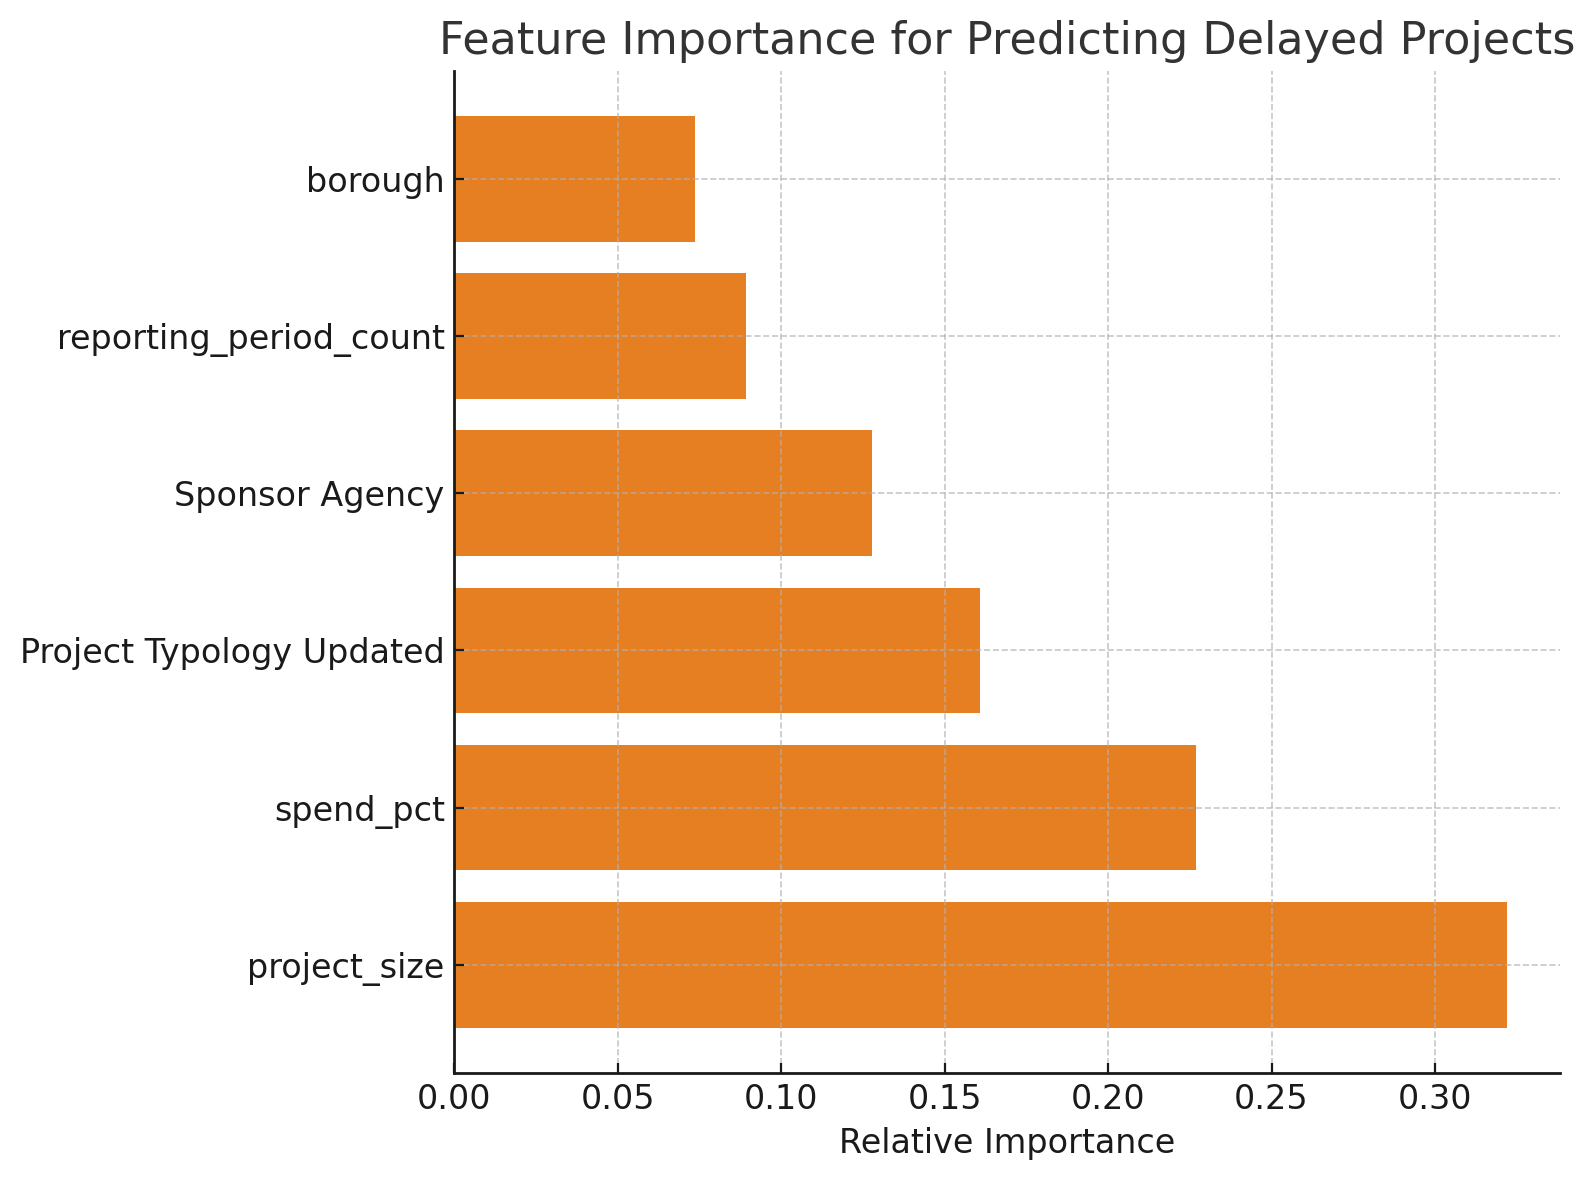 Feature Importance for Predicting Delayed Projects
borough
reporting_period_count
Sponsor Agency
Project Typology Updated
spend_pct
project_size
0.00 0.05 0.10 0.15 0.20 0.25 0.30
Relative Importance